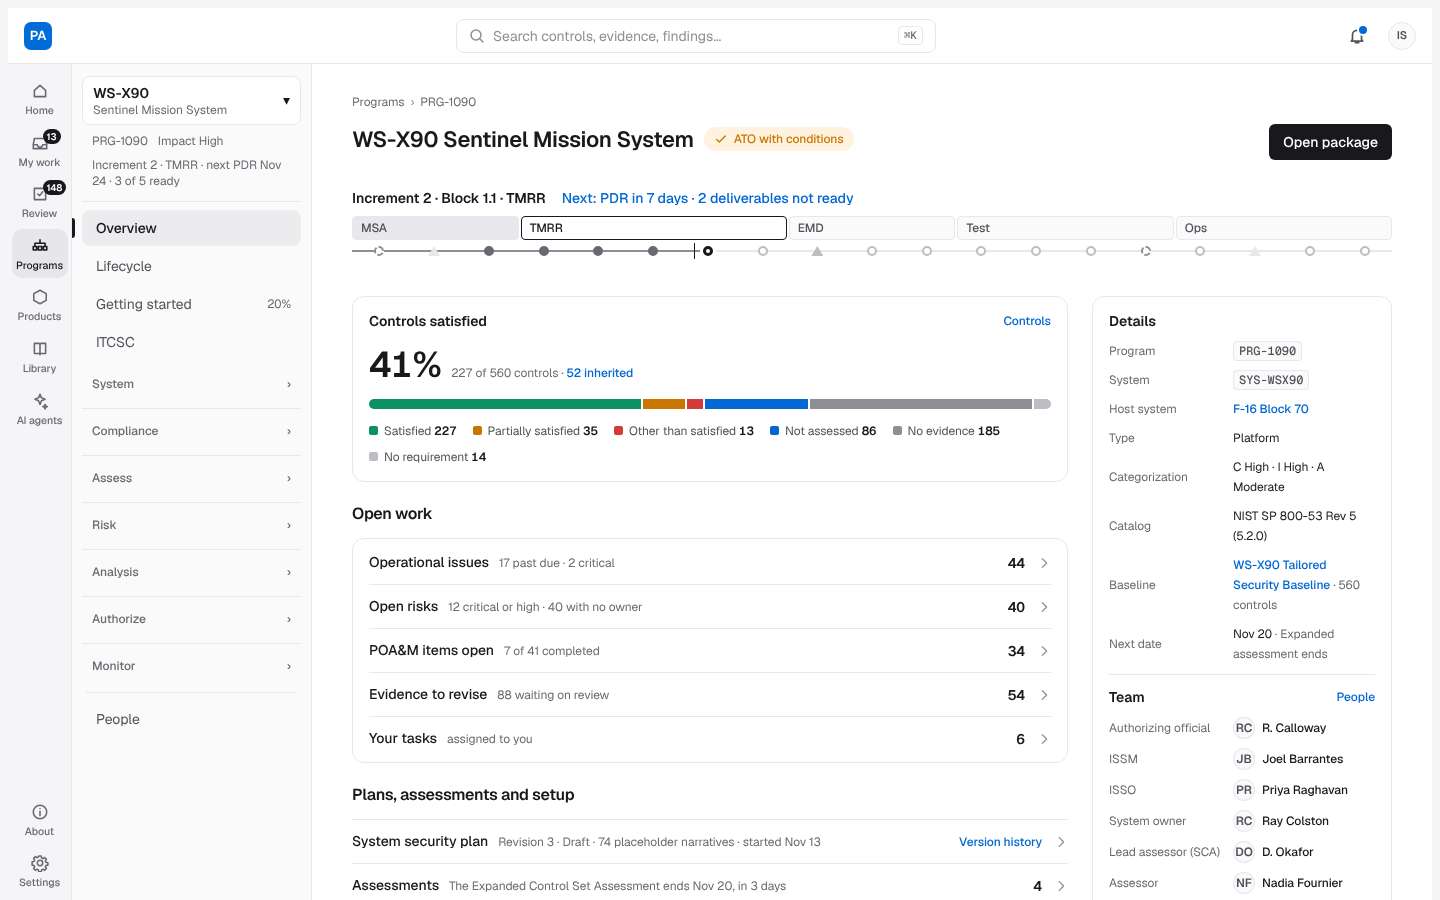 PA
Search controls, evidence, findings...
⌘K
IS
Home
13
My work
148
Review
Programs
Products
Library
AI agents
About
Settings
WS-X90
Sentinel Mission System
PRG-1090 Impact High
Increment 2 · TMRR · next PDR Nov
24 · 3 of 5 ready
Overview
Lifecycle
Getting started 20%
ITCSC
System
Compliance
Assess
Risk
Analysis
Authorize
Monitor
People
Programs › PRG-1090
WS-X90 Sentinel Mission System
ATO with conditions
Open package
Increment 2 · Block 1.1 · TMRR Next: PDR in 7 days · 2 deliverables not ready
MSA TMRR EMD Test Ops
Controls satisfied Controls
41% 227 of 560 controls · 52 inherited
Satisfied 227 Partially satisfied 35 Other than satisfied 13 Not assessed 86 No evidence 185
No requirement 14
Open work
Operational issues 17 past due · 2 critical 44
Open risks 12 critical or high · 40 with no owner 40
POA&M items open 7 of 41 completed 34
Evidence to revise 88 waiting on review 54
Your tasks assigned to you 6
Plans, assessments and setup
System security plan Revision 3 · Draft · 74 placeholder narratives · started Nov 13 Version history
Assessments The Expanded Control Set Assessment ends Nov 20, in 3 days 4
Details
Program PRG-1090
System SYS-WSX90
Host system F-16 Block 70
Type Platform
Categorization C High · I High · A
Moderate
Catalog NIST SP 800-53 Rev 5
(5.2.0)
Baseline WS-X90 Tailored
Security Baseline · 560
controls
Next date Nov 20 · Expanded
assessment ends
Team People
Authorizing official RC R. Calloway
ISSM JB Joel Barrantes
ISSO PR Priya Raghavan
System owner RC Ray Colston
Lead assessor (SCA) DO D. Okafor
Assessor NF Nadia Fournier